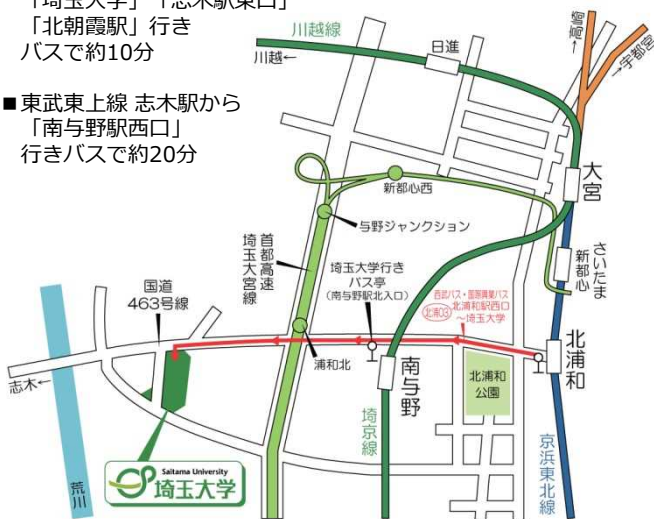 「埼玉大学」「志木駅東口」
「北朝霞駅」行き
バスで約10分
■東武東上線 志木駅から
「南与野駅西口」
行きバスで約20分
川越線
川越←
日進
→高崎
→宇都宮
大宮
新都心西
与野ジャンクション
首都高速
埼玉大宮線
さいたま
新都心
国道
463号線
埼玉大学行き
バス亭
(南与野駅北入口)
西武バス・国際興業バス
北浦03 北浦和駅西口
～埼玉大学
浦和北
志木←
南与野
北浦和
公園
北浦和
埼京線
京浜東北線
荒川
Saitama University
埼玉大学